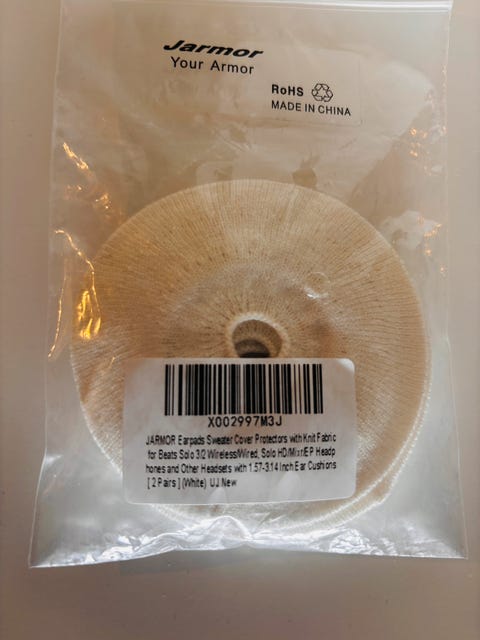 Jarmor
Your Armor
RoHS
MADE IN CHINA
X002997M3J
JARMOR Earpads Sweater Cover Protectors with Knit Fabric
for Beats Solo 3/2 Wireless/Wired, Solo HD/Mixr/EP Headp
hones and Other Headsets with 1.57-3.14 Inch Ear Cushions
[ 2 Pairs ] (White) UJ New